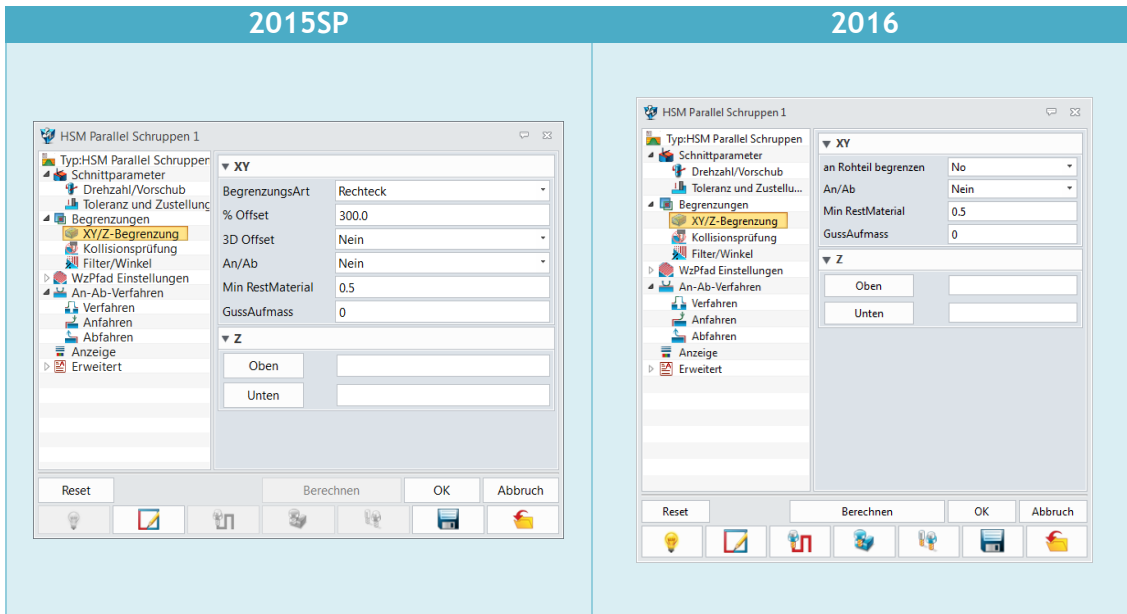 2015SP
2016
HSM Parallel Schruppen 1
Typ:HSM Parallel Schruppen
Schnittparameter
Drehzahl/Vorschub
Toleranz und Zustellung
Begrenzungen
XY/Z-Begrenzung
Kollisionsprüfung
Filter/Winkel
WzPfad Einstellungen
An-Ab-Verfahren
Verfahren
Anfahren
Abfahren
Anzeige
Erweitert
XY
BegrenzungsArt Rechteck
% Offset 300.0
3D Offset Nein
An/Ab Nein
Min RestMaterial 0.5
GussAufmass 0
Z
Oben
Unten
Reset Berechnen OK Abbruch
HSM Parallel Schruppen 1
Typ:HSM Parallel Schruppen
Schnittparameter
Drehzahl/Vorschub
Toleranz und Zustellu...
Begrenzungen
XY/Z-Begrenzung
Kollisionsprüfung
Filter/Winkel
WzPfad Einstellungen
An-Ab-Verfahren
Verfahren
Anfahren
Abfahren
Anzeige
Erweitert
XY
an Rohteil begrenzen No
An/Ab Nein
Min RestMaterial 0.5
GussAufmass 0
Z
Oben
Unten
Reset Berechnen OK Abbruch